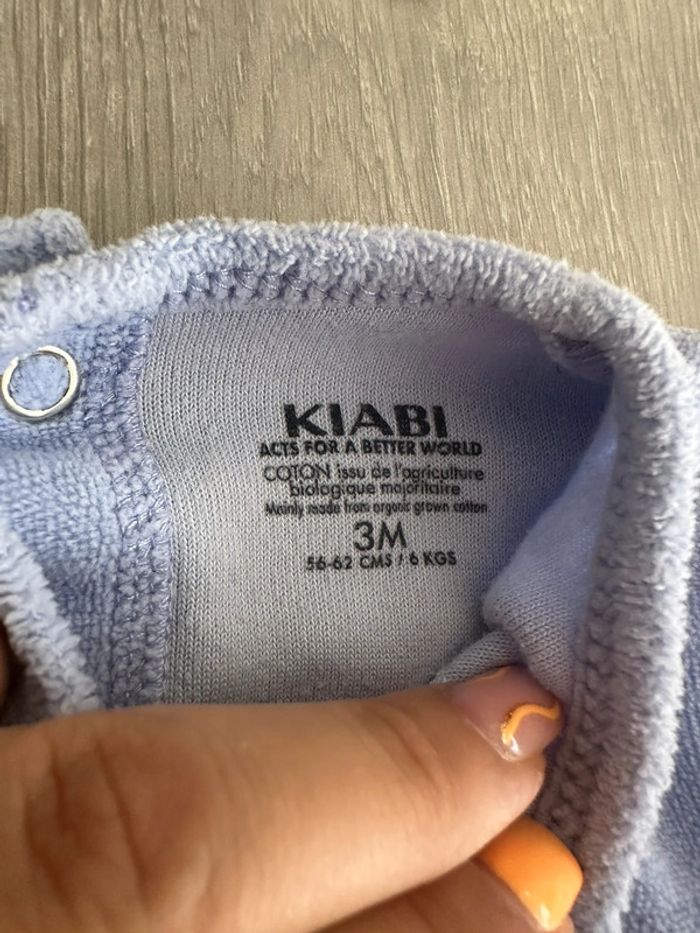 KIABI
ACTS FOR A BETTER WORLD
COTON issu de l'agriculture
biologique majoritaire
Mainly made from organic grown cotton
3M
56-62 CMS / 6 KGS